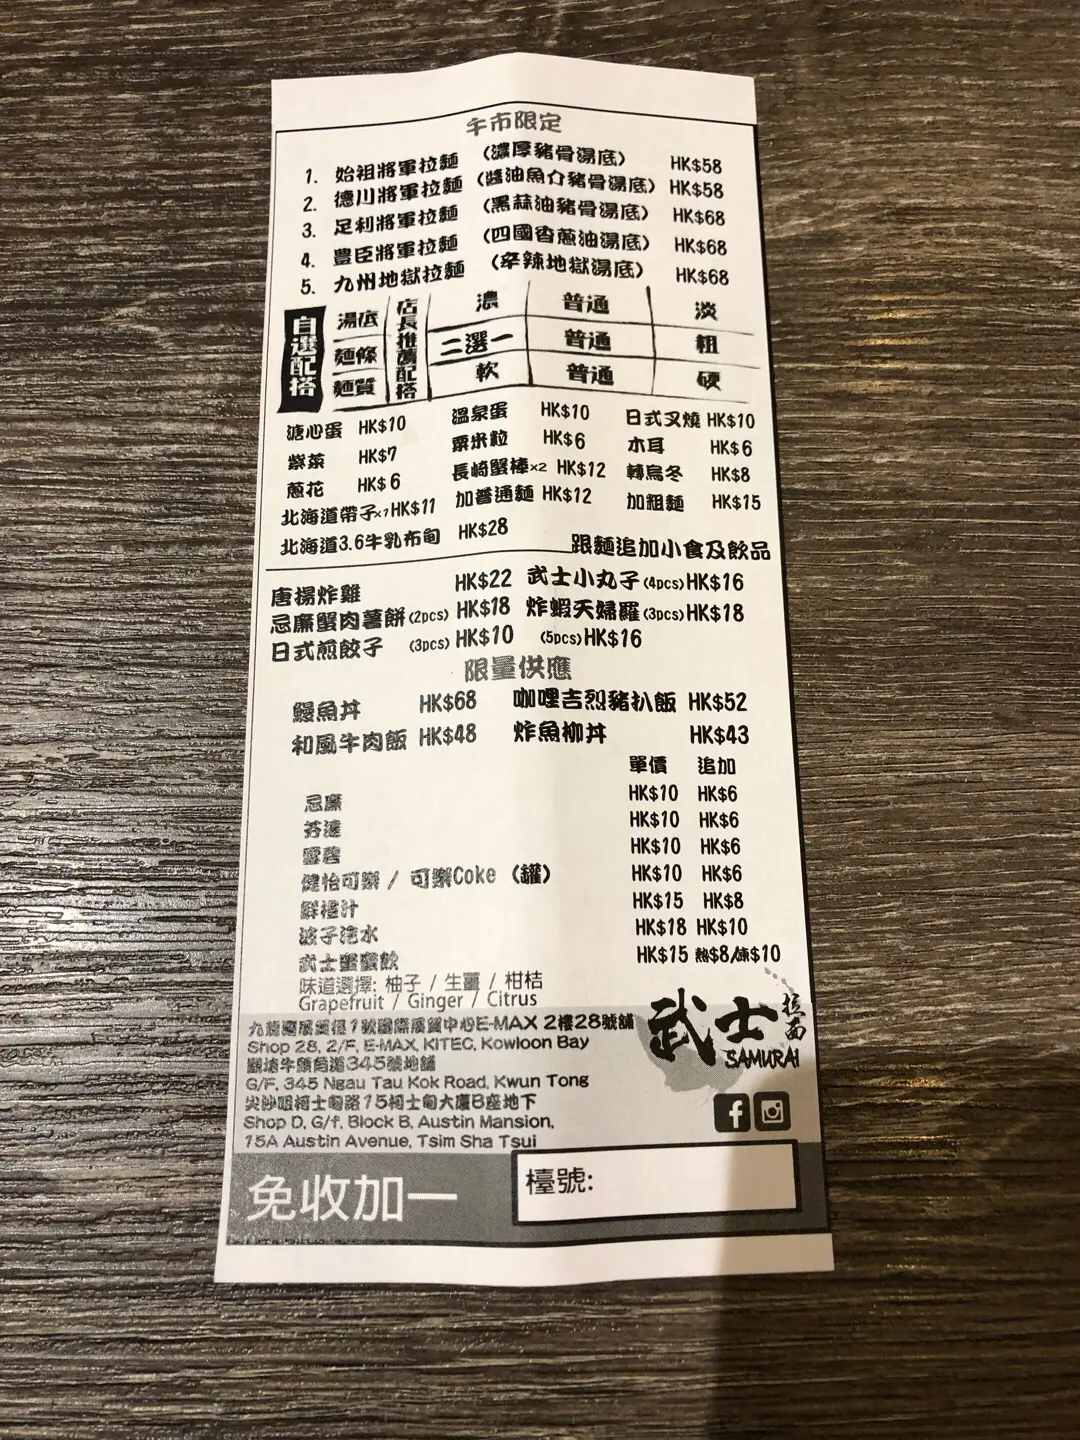 午市限定
1. 始祖將軍拉麵 (濃厚豬骨湯底) HK$58
2. 德川將軍拉麵 (醬油魚介豬骨湯底) HK$58
3. 足利將軍拉麵 (黑蒜油豬骨湯底) HK$68
4. 豐臣將軍拉麵 (四國香蔥油湯底) HK$68
5. 九州地獄拉麵 (辛辣地獄湯底) HK$68
自選配搭 店長推薦配搭
湯底 濃 普通 淡
麵條 二選一 普通 粗
麵質 軟 普通 硬
溏心蛋 HK$10 溫泉蛋 HK$10 日式叉燒 HK$10
紫菜 HK$7 粟米粒 HK$6 木耳 HK$6
蔥花 HK$6 長崎蟹棒×2 HK$12 轉烏冬 HK$8
北海道帶子×1 HK$11 加普通麵 HK$12 加粗麵 HK$15
北海道3.6牛乳布甸 HK$28
跟麵追加小食及飲品
唐揚炸雞 HK$22 武士小丸子 (4pcs) HK$16
忌廉蟹肉薯餅 (2pcs) HK$18 炸蝦天婦羅 (3pcs) HK$18
日式煎餃子 (3pcs) HK$10 (5pcs) HK$16
限量供應
鰻魚丼 HK$68 咖哩吉烈豬扒飯 HK$52
和風牛肉飯 HK$48 炸魚柳丼 HK$43
單價 追加
忌廉 HK$10 HK$6
芬達 HK$10 HK$6
雪碧 HK$10 HK$6
健怡可樂 / 可樂Coke (罐) HK$10 HK$6
鮮橙汁 HK$15 HK$8
波子汽水 HK$18 HK$10
武士蜜蜜飲 HK$15 熱$8/凍$10
味道選擇: 柚子 / 生薑 / 柑桔
Grapefruit / Ginger / Citrus
九龍灣展貿徑1號國際展貿中心E-MAX 2樓28號舖
Shop 28, 2/F, E-MAX, KITEC, Kowloon Bay
觀塘牛頭角道345號地舖
G/F, 345 Ngau Tau Kok Road, Kwun Tong
尖沙咀柯士甸路15柯士甸大廈B座地下
Shop D, G/f, Block B, Austin Mansion,
15A Austin Avenue, Tsim Sha Tsui
武士 拉面
SAMURAI
免收加一
檯號: